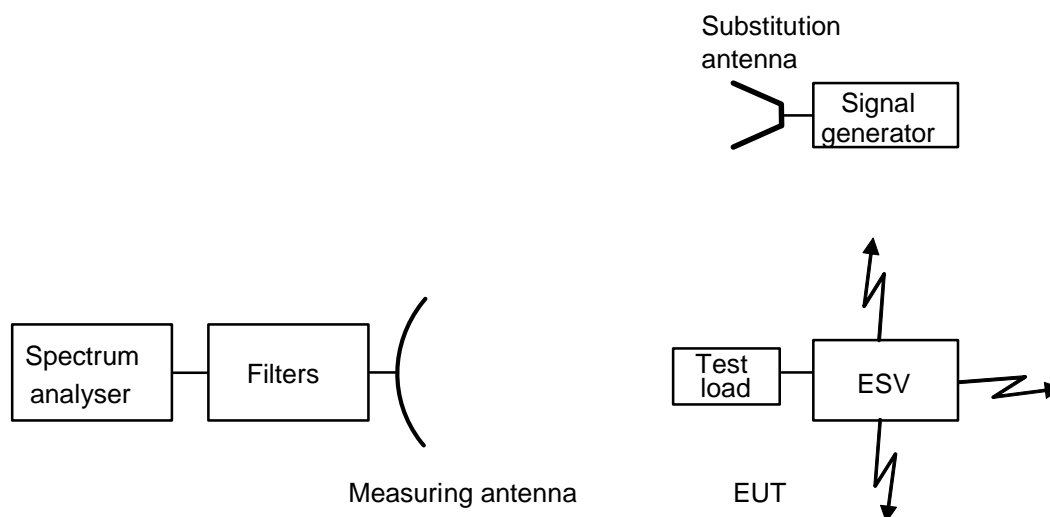 Substitution
antenna
Signal
generator
Spectrum
analyser
Filters
Test
load
ESV
Measuring antenna
EUT